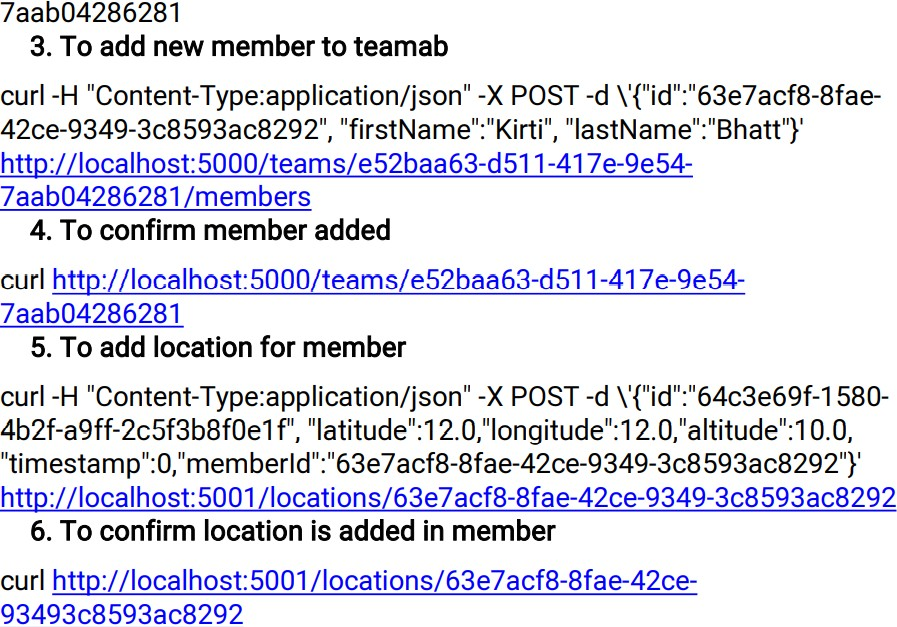 7aab04286281
3. To add new member to teamab
curl -H "Content-Type:application/json" -X POST -d \'{"id":"63e7acf8-8fae-
42ce-9349-3c8593ac8292", "firstName":"Kirti", "lastName":"Bhatt"}'
http://localhost:5000/teams/e52baa63-d511-417e-9e54-
7aab04286281/members
4. To confirm member added
curl http://localhost:5000/teams/e52baa63-d511-417e-9e54-
7aab04286281
5. To add location for member
curl -H "Content-Type:application/json" -X POST -d \'{"id":"64c3e69f-1580-
4b2f-a9ff-2c5f3b8f0e1f", "latitude":12.0,"longitude":12.0,"altitude":10.0,
"timestamp":0,"memberId":"63e7acf8-8fae-42ce-9349-3c8593ac8292"}'
http://localhost:5001/locations/63e7acf8-8fae-42ce-9349-3c8593ac8292
6. To confirm location is added in member
curl http://localhost:5001/locations/63e7acf8-8fae-42ce-
93493c8593ac8292